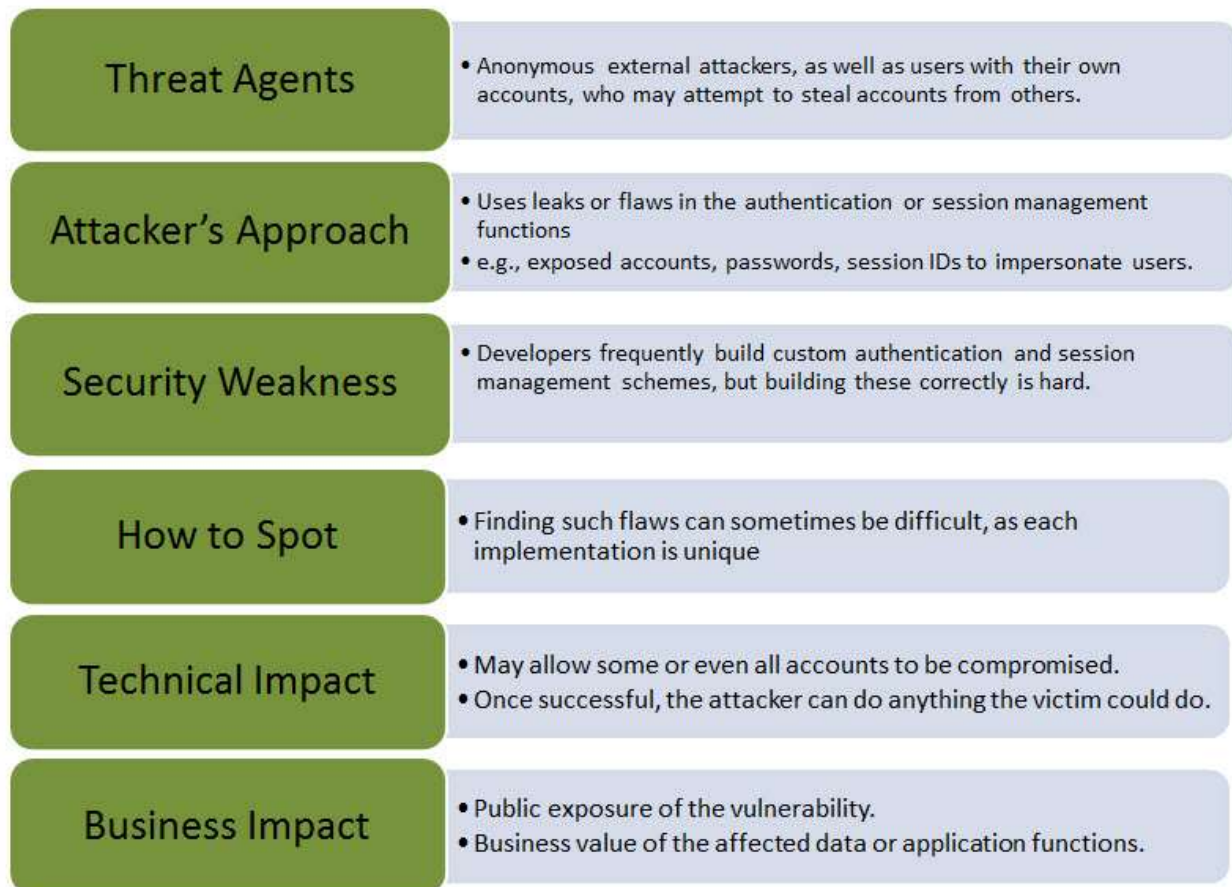 Threat Agents
• Anonymous external attackers, as well as users with their own
accounts, who may attempt to steal accounts from others.
Attacker's Approach
• Uses leaks or flaws in the authentication or session management
functions
• e.g., exposed accounts, passwords, session IDs to impersonate users.
Security Weakness
• Developers frequently build custom authentication and session
management schemes, but building these correctly is hard.
How to Spot
• Finding such flaws can sometimes be difficult, as each
implementation is unique
Technical Impact
• May allow some or even all accounts to be compromised.
• Once successful, the attacker can do anything the victim could do.
Business Impact
• Public exposure of the vulnerability.
• Business value of the affected data or application functions.